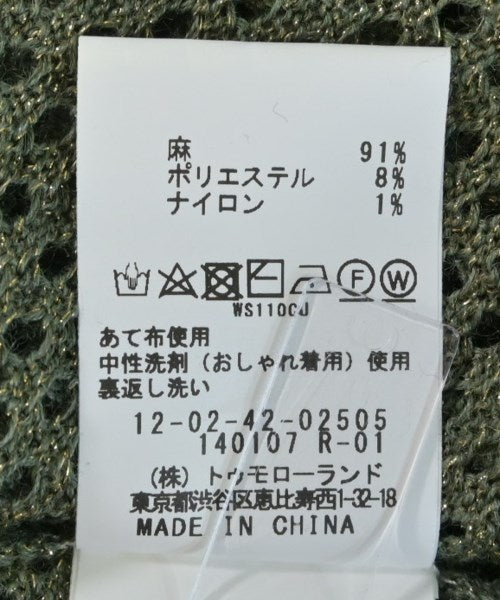 麻 91%
ポリエステル 8%
ナイロン 1%
F W
あて布使用
中性洗剤（おしゃれ着用）使用
裏返し洗い
12-02-42-02505
140107 R-01
（株）トゥモローランド
東京都渋谷区恵比寿西1-32-18
MADE IN CHINA